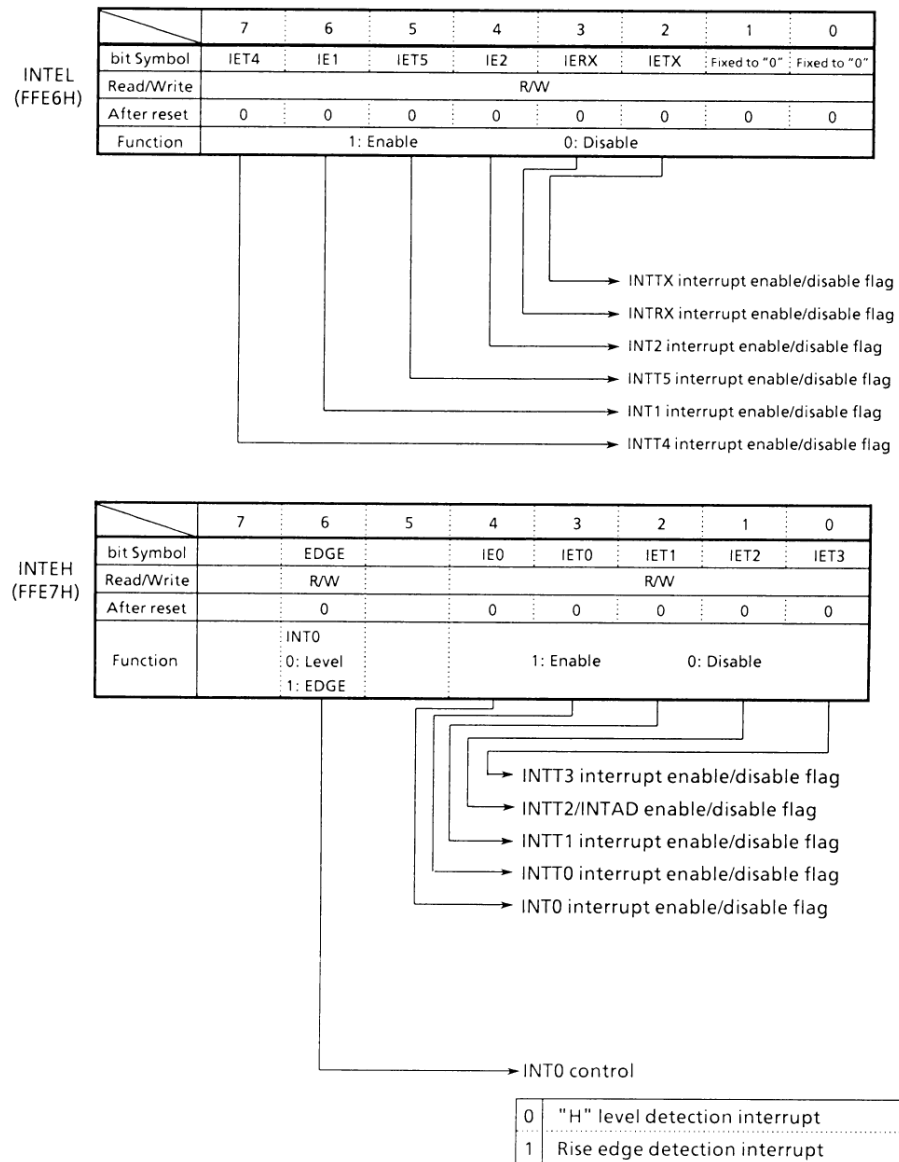 7 6 5 4 3 2 1 0
bit Symbol IET4 IE1 IET5 IE2 IERX IETX Fixed to "0" Fixed to "0"
INTEL
(FFE6H)
Read/Write R/W
After reset 0 0 0 0 0 0 0 0
Function 1: Enable 0: Disable
INTTX interrupt enable/disable flag
INTRX interrupt enable/disable flag
INT2 interrupt enable/disable flag
INTT5 interrupt enable/disable flag
INT1 interrupt enable/disable flag
INTT4 interrupt enable/disable flag
7 6 5 4 3 2 1 0
bit Symbol EDGE IE0 IET0 IET1 IET2 IET3
INTEH
(FFE7H)
Read/Write R/W R/W
After reset 0 0 0 0 0 0
Function INT0
0: Level 1: Enable 0: Disable
1: EDGE
INTT3 interrupt enable/disable flag
INTT2/INTAD enable/disable flag
INTT1 interrupt enable/disable flag
INTT0 interrupt enable/disable flag
INT0 interrupt enable/disable flag
INT0 control
0 "H" level detection interrupt
1 Rise edge detection interrupt